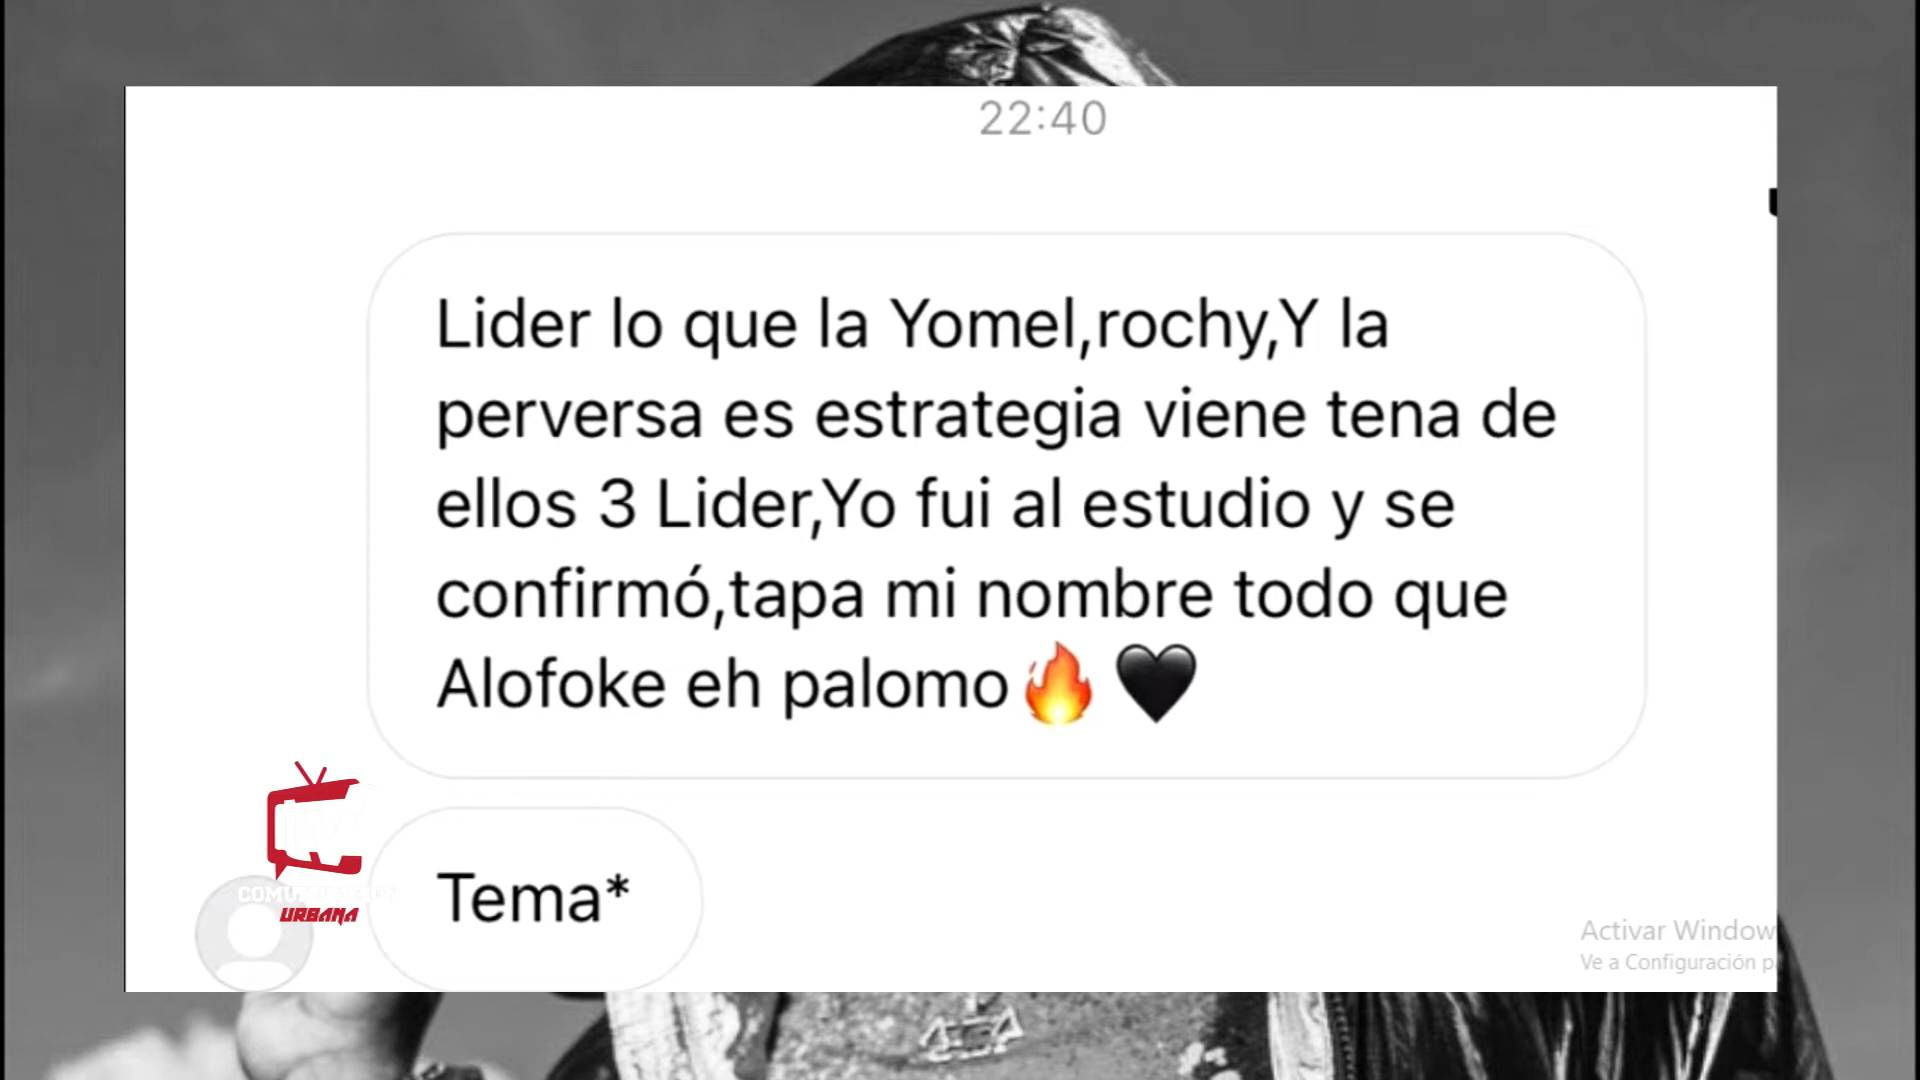 22:40
Lider lo que la Yomel,rochy,Y la
perversa es estrategia viene tena de
ellos 3 Lider,Yo fui al estudio y se
confirmó,tapa mi nombre todo que
Alofoke eh palomo🔥🖤
Tema*
URBANA
Activar Window
Ve a Configuración p